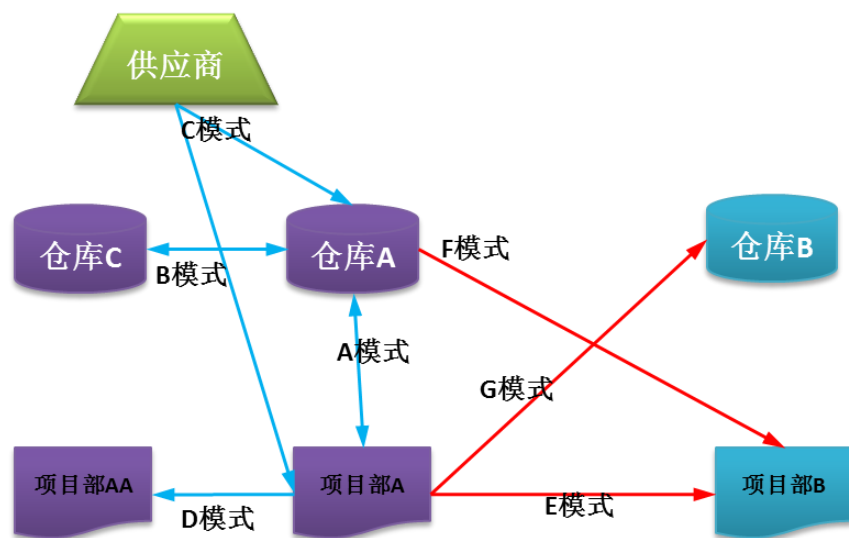 供应商
C模式
仓库C
仓库A
仓库B
F模式
B模式
A模式
G模式
项目部AA
项目部A
项目部B
D模式
E模式